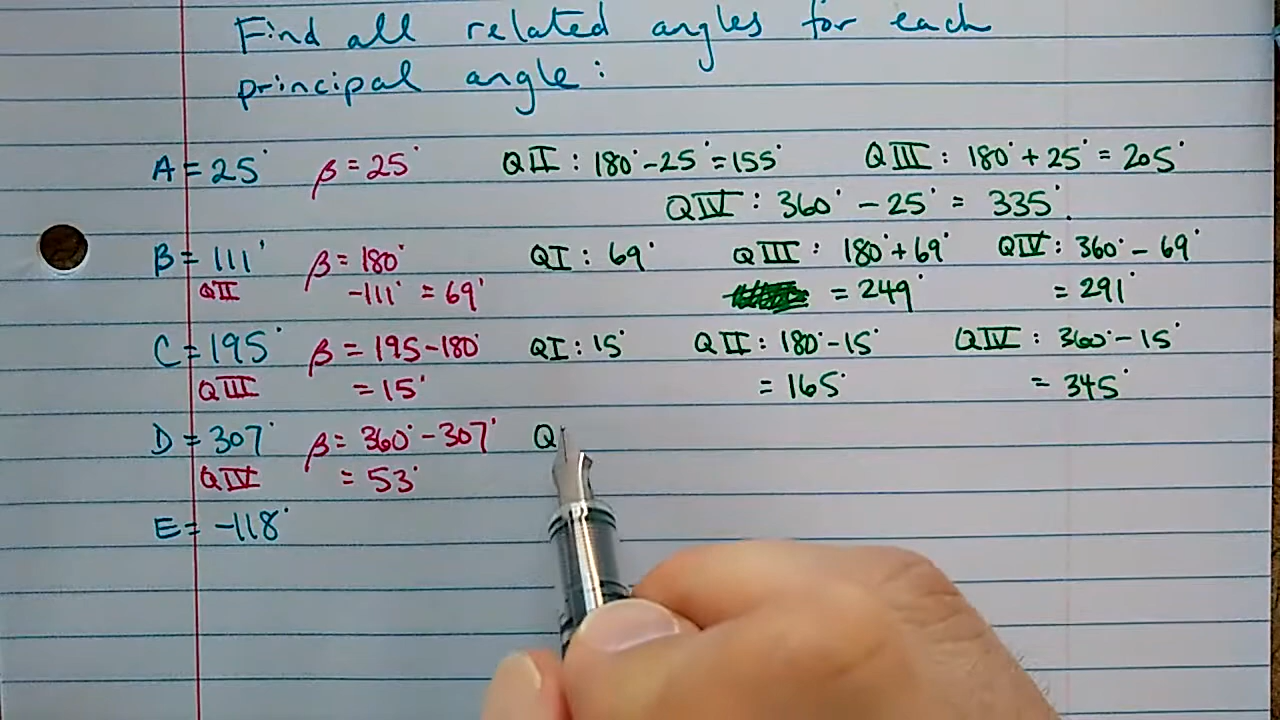 Find all related angles for each
principal angle:
A = 25° β = 25° QII: 180° - 25° = 155° QIII: 180° + 25° = 205°
QIV: 360° - 25° = 335°.
B = 111° β = 180° QI: 69° QIII: 180° + 69° QIV: 360° - 69°
QII -111° = 69° = 249° = 291°
C = 195° β = 195 - 180° QI: 15° QII: 180° - 15° QIV: 360° - 15°
QIII = 15° = 165° = 345°
D = 307° β = 360° - 307° Q
QIV = 53°
E = -118°